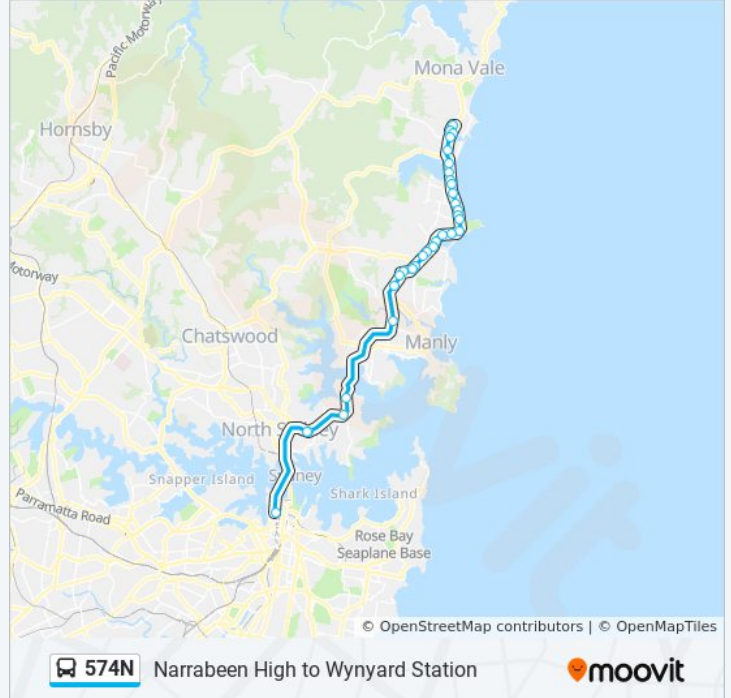 Pacific Motorway
Mona Vale
Hornsby
Motorway
Chatswood
Manly
North Sydney
Snapper Island
Sydney
Shark Island
Parramatta Road
Rose Bay
Seaplane Base
© OpenStreetMap contributors | © OpenMapTiles
574N Narrabeen High to Wynyard Station
moovit